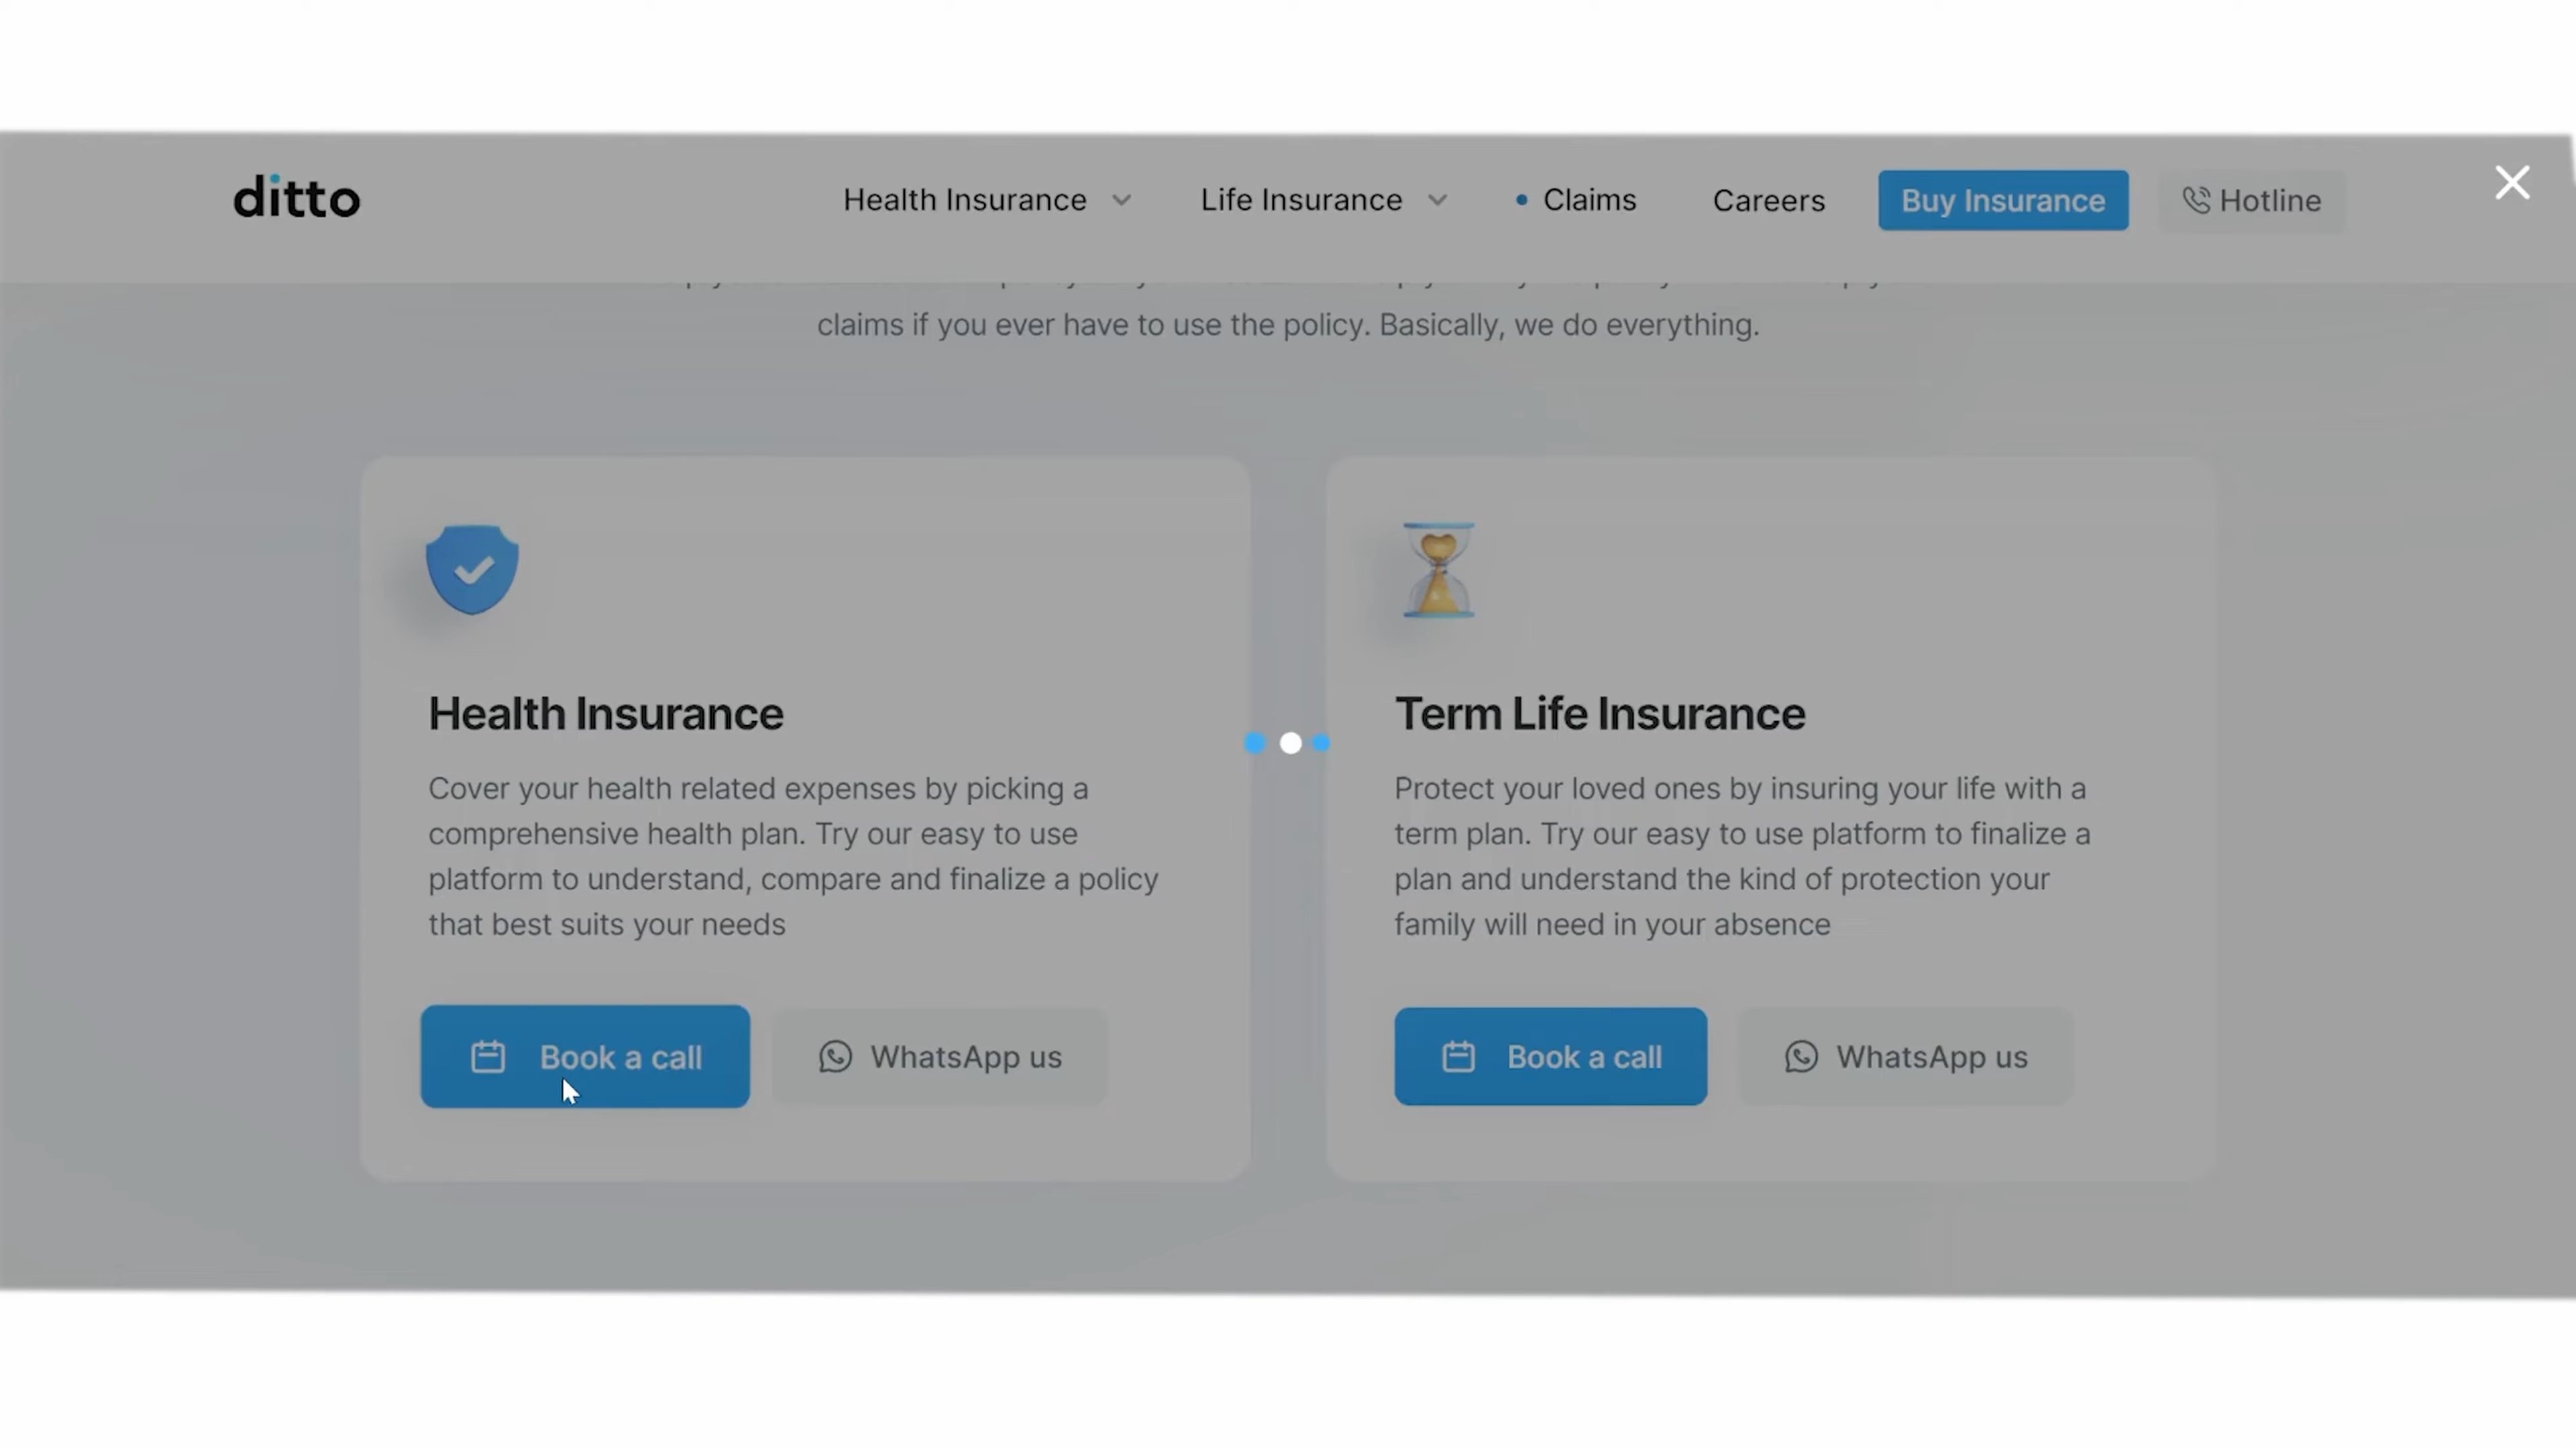 ditto
Health Insurance
Life Insurance
Claims
Careers
Buy Insurance
Hotline
claims if you ever have to use the policy. Basically, we do everything.
Health Insurance
Cover your health related expenses by picking a
comprehensive health plan. Try our easy to use
platform to understand, compare and finalize a policy
that best suits your needs
Book a call
WhatsApp us
Term Life Insurance
Protect your loved ones by insuring your life with a
term plan. Try our easy to use platform to finalize a
plan and understand the kind of protection your
family will need in your absence
Book a call
WhatsApp us